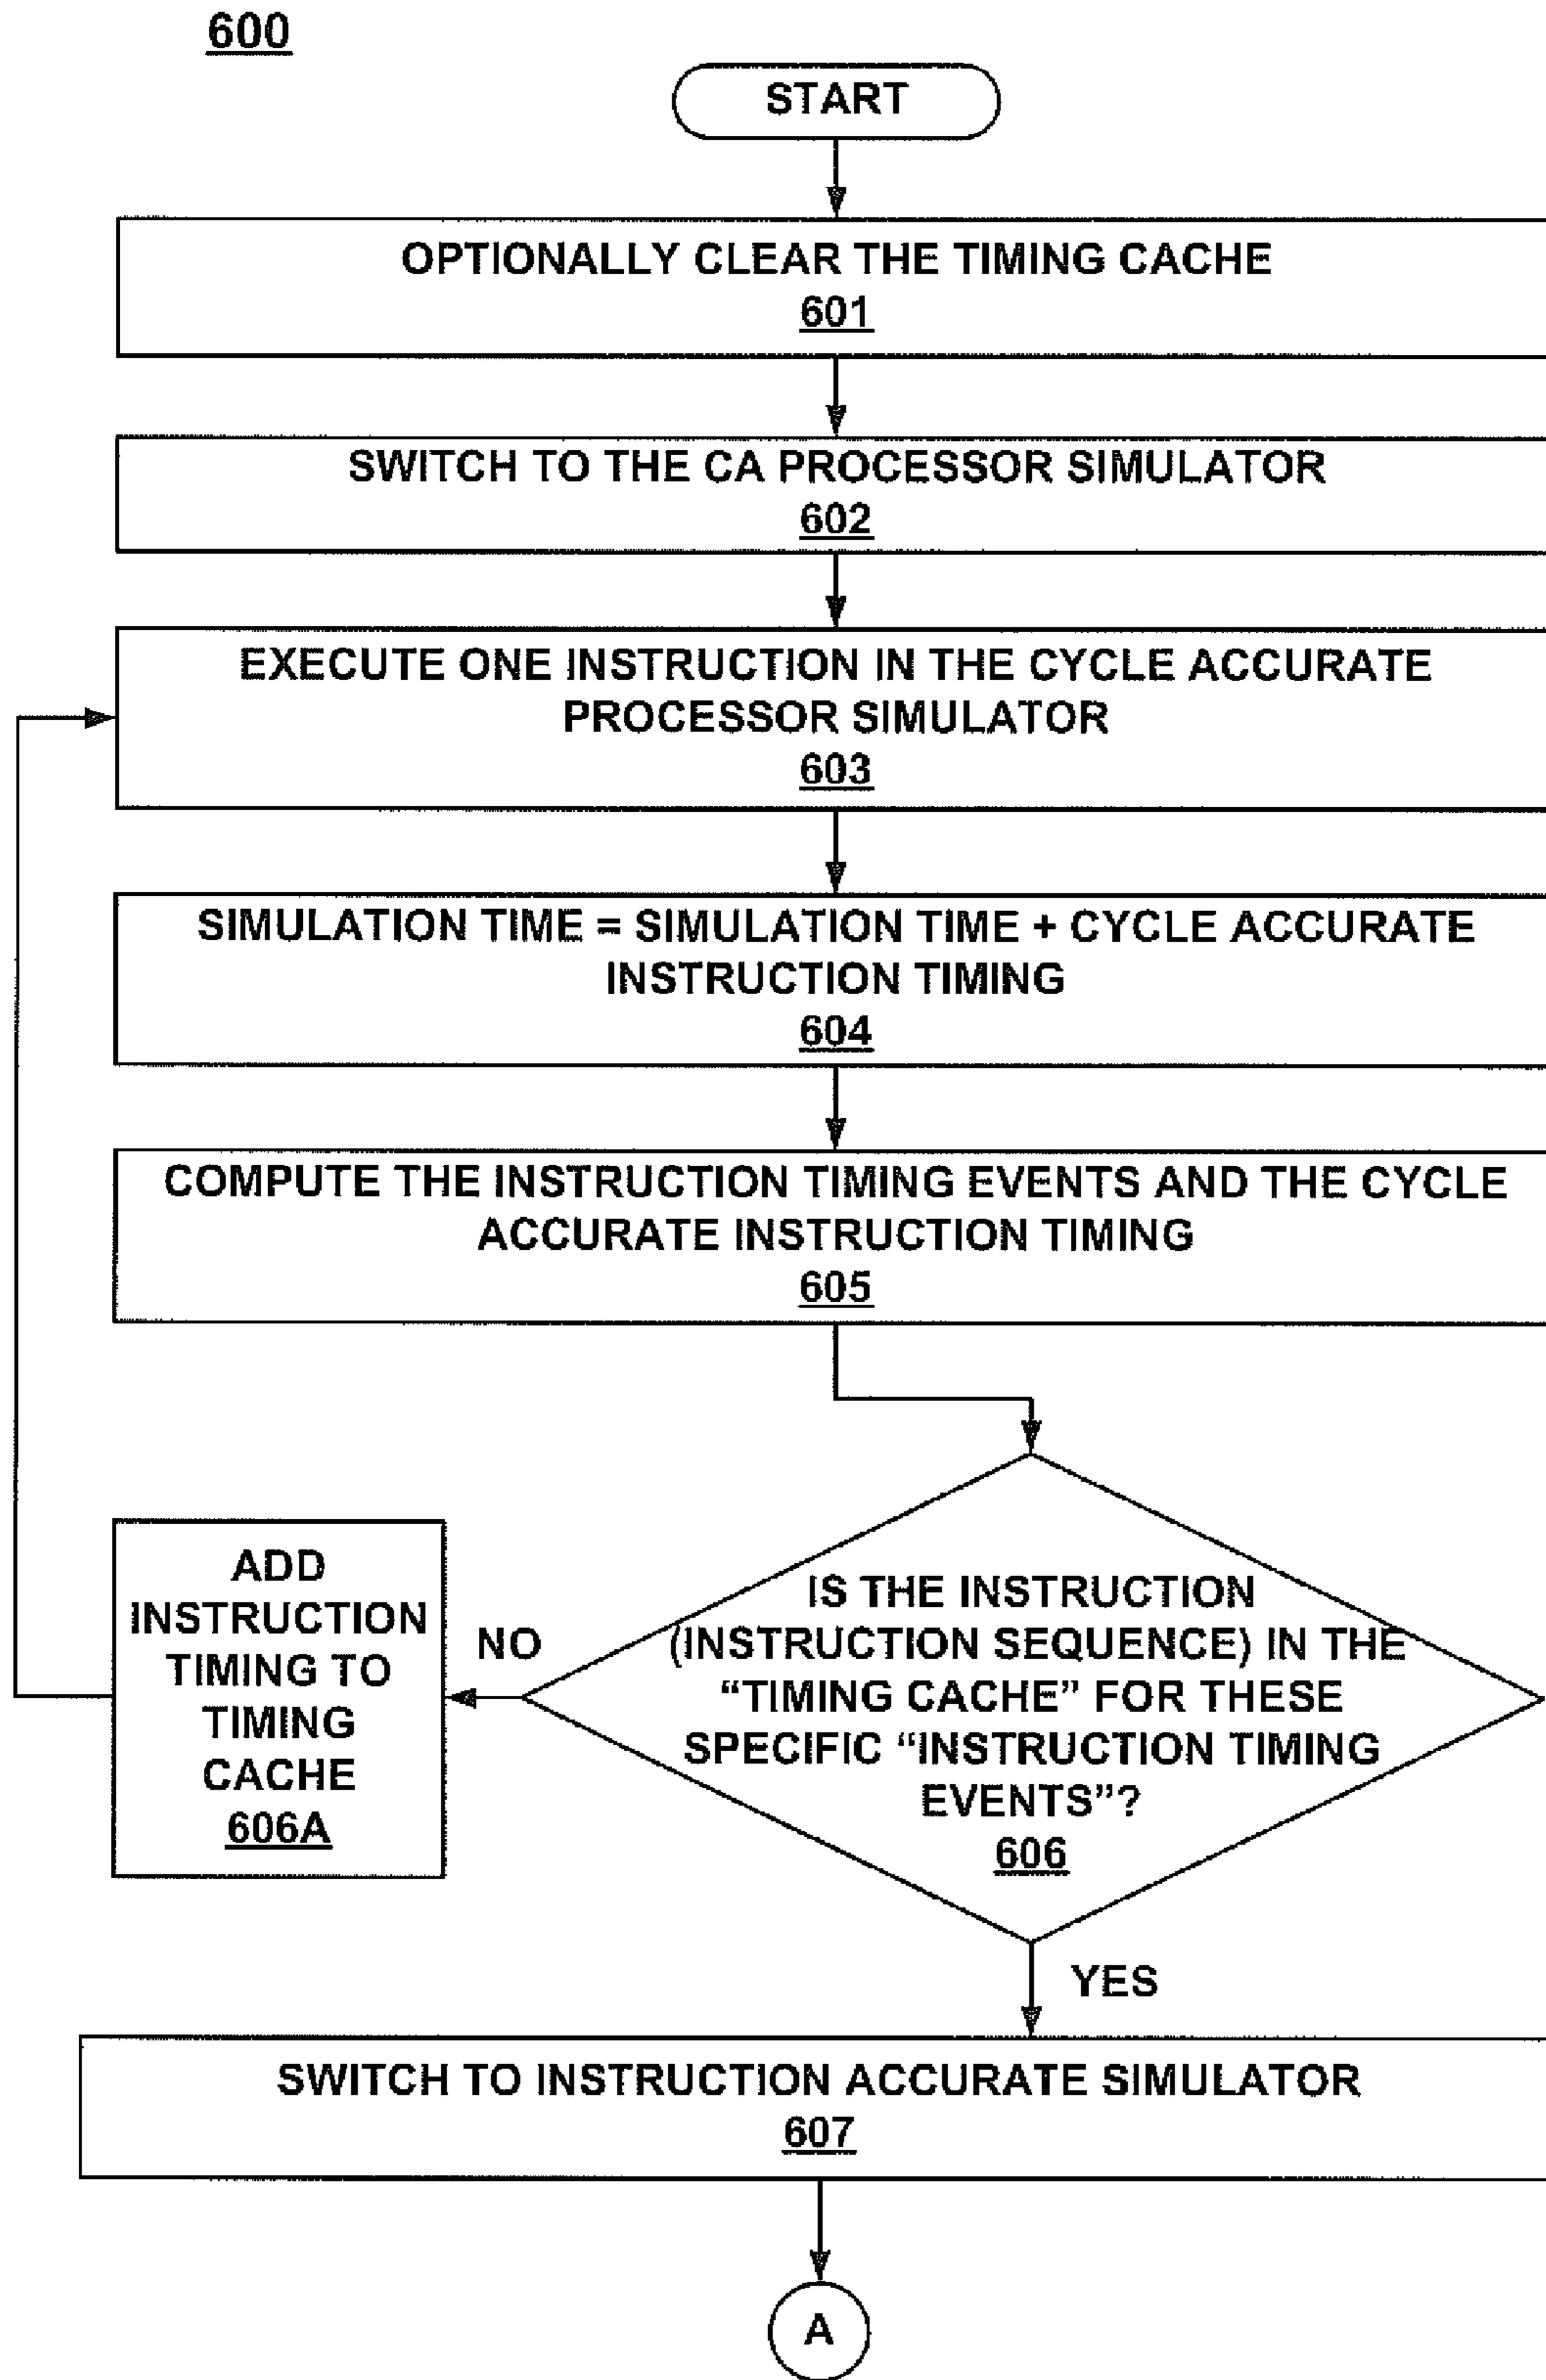 600
START
OPTIONALLY CLEAR THE TIMING CACHE
601
SWITCH TO THE CA PROCESSOR SIMULATOR
602
EXECUTE ONE INSTRUCTION IN THE CYCLE ACCURATE
PROCESSOR SIMULATOR
603
SIMULATION TIME = SIMULATION TIME + CYCLE ACCURATE
INSTRUCTION TIMING
604
COMPUTE THE INSTRUCTION TIMING EVENTS AND THE CYCLE
ACCURATE INSTRUCTION TIMING
605
IS THE INSTRUCTION
(INSTRUCTION SEQUENCE) IN THE
“TIMING CACHE” FOR THESE
SPECIFIC “INSTRUCTION TIMING
EVENTS”?
606
NO
ADD
INSTRUCTION
TIMING TO
TIMING
CACHE
606A
YES
SWITCH TO INSTRUCTION ACCURATE SIMULATOR
607
A